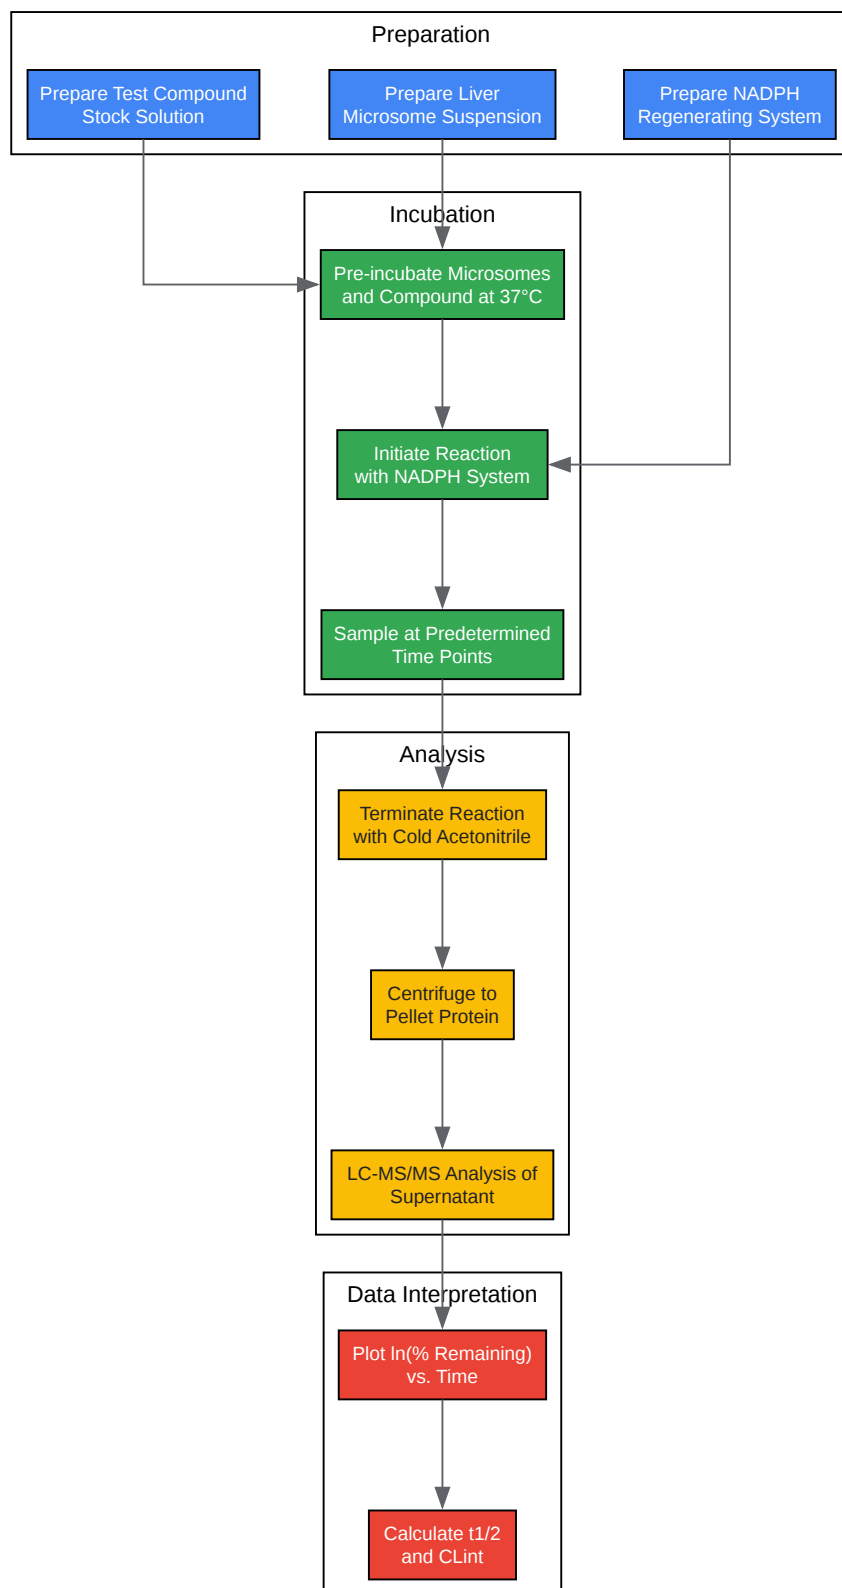 Preparation
Prepare Test Compound
Stock Solution
Prepare Liver
Microsome Suspension
Prepare NADPH
Regenerating System
Incubation
Pre-incubate Microsomes
and Compound at 37°C
Initiate Reaction
with NADPH System
Sample at Predetermined
Time Points
Analysis
Terminate Reaction
with Cold Acetonitrile
Centrifuge to
Pellet Protein
LC-MS/MS Analysis of
Supernatant
Data Interpretation
Plot ln(% Remaining)
vs. Time
Calculate t1/2
and CLint